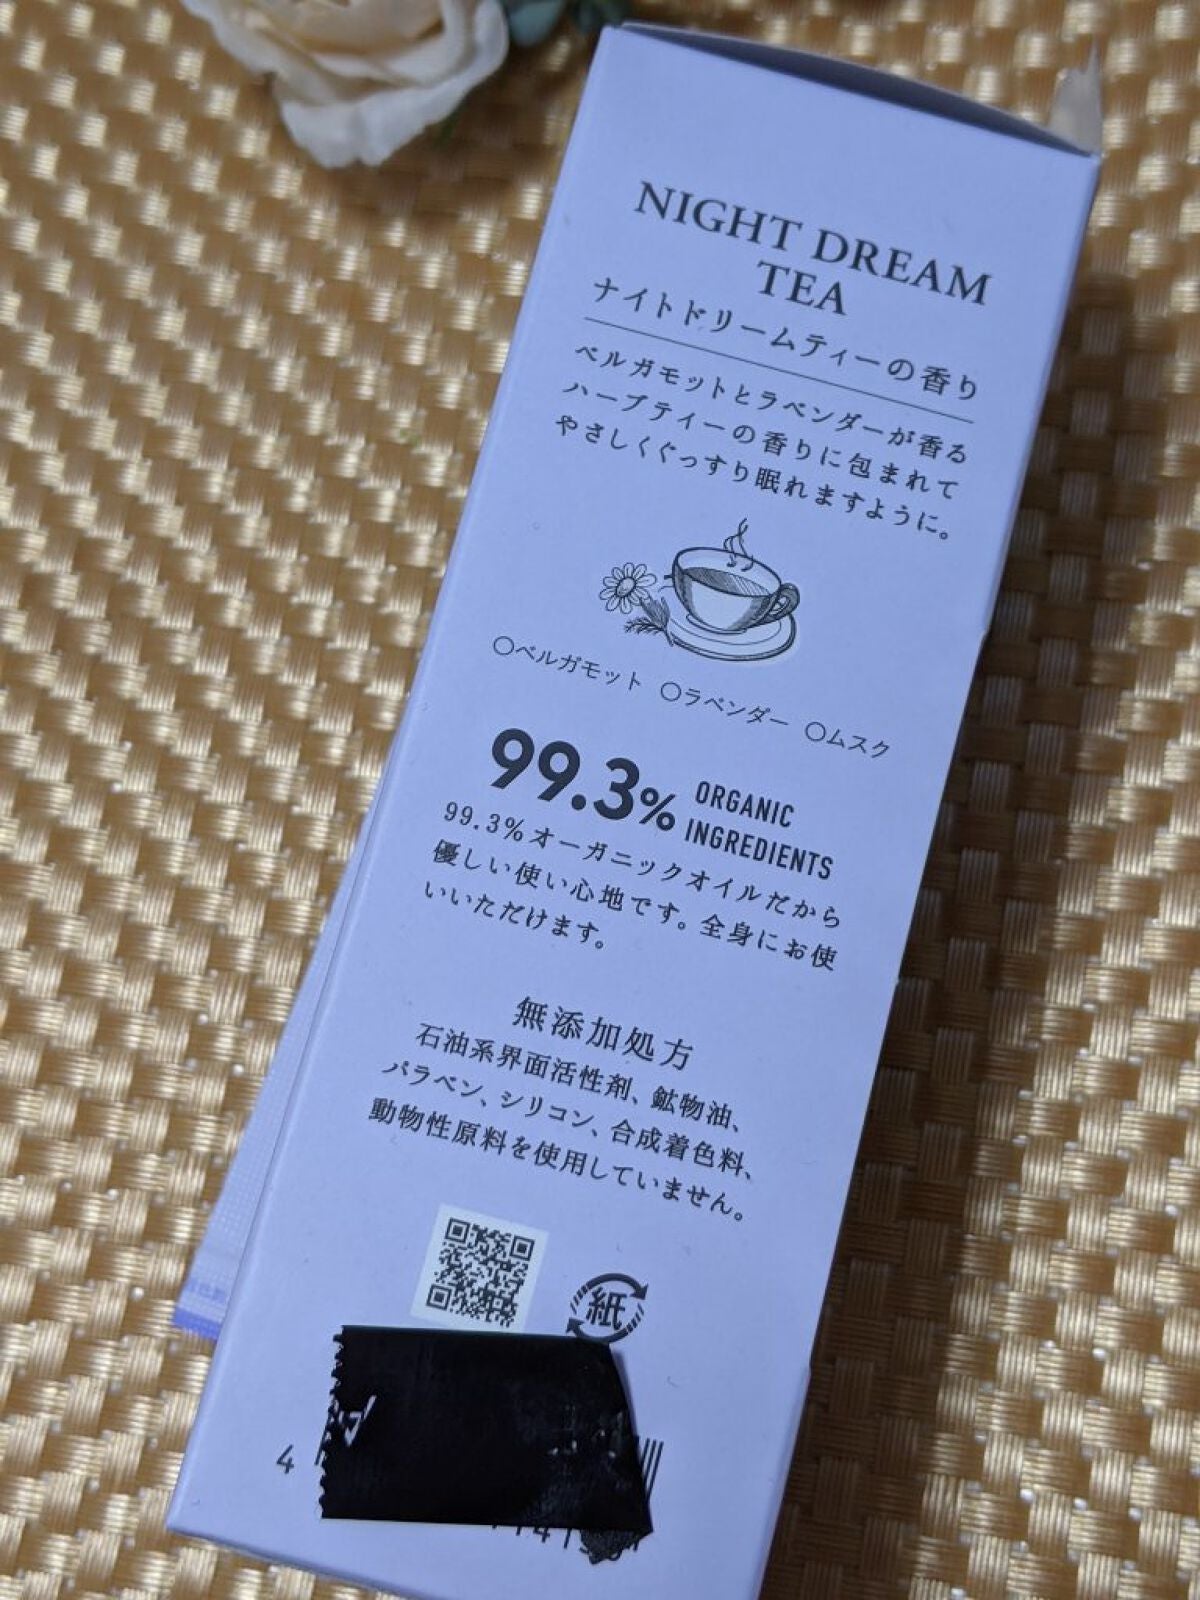 NIGHT DREAM
TEA
ナイトドリームティーの香り
ベルガモットとラベンダーが香る
ハーブティーの香りに包まれて
やさしくぐっすり眠れますように。
○ベルガモット ○ラベンダー ○ムスク
99.3% ORGANIC
INGREDIENTS
99.3%オーガニックオイルだから
優しい使い心地です。全身にお使
いいただけます。
無添加処方
石油系界面活性剤、鉱物油、
パラベン、シリコン、合成着色料、
動物性原料を使用していません。
紙
4